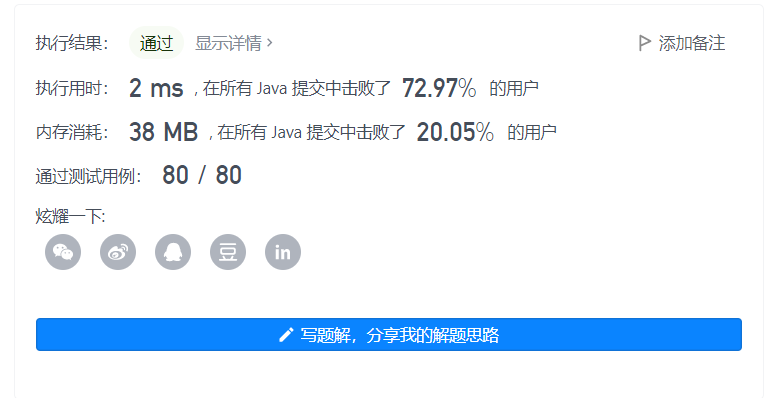 执行结果： 通过 显示详情 › 添加备注
执行用时： 2 ms , 在所有 Java 提交中击败了 72.97% 的用户
内存消耗： 38 MB , 在所有 Java 提交中击败了 20.05% 的用户
通过测试用例： 80 / 80
炫耀一下:
豆 in
写题解，分享我的解题思路